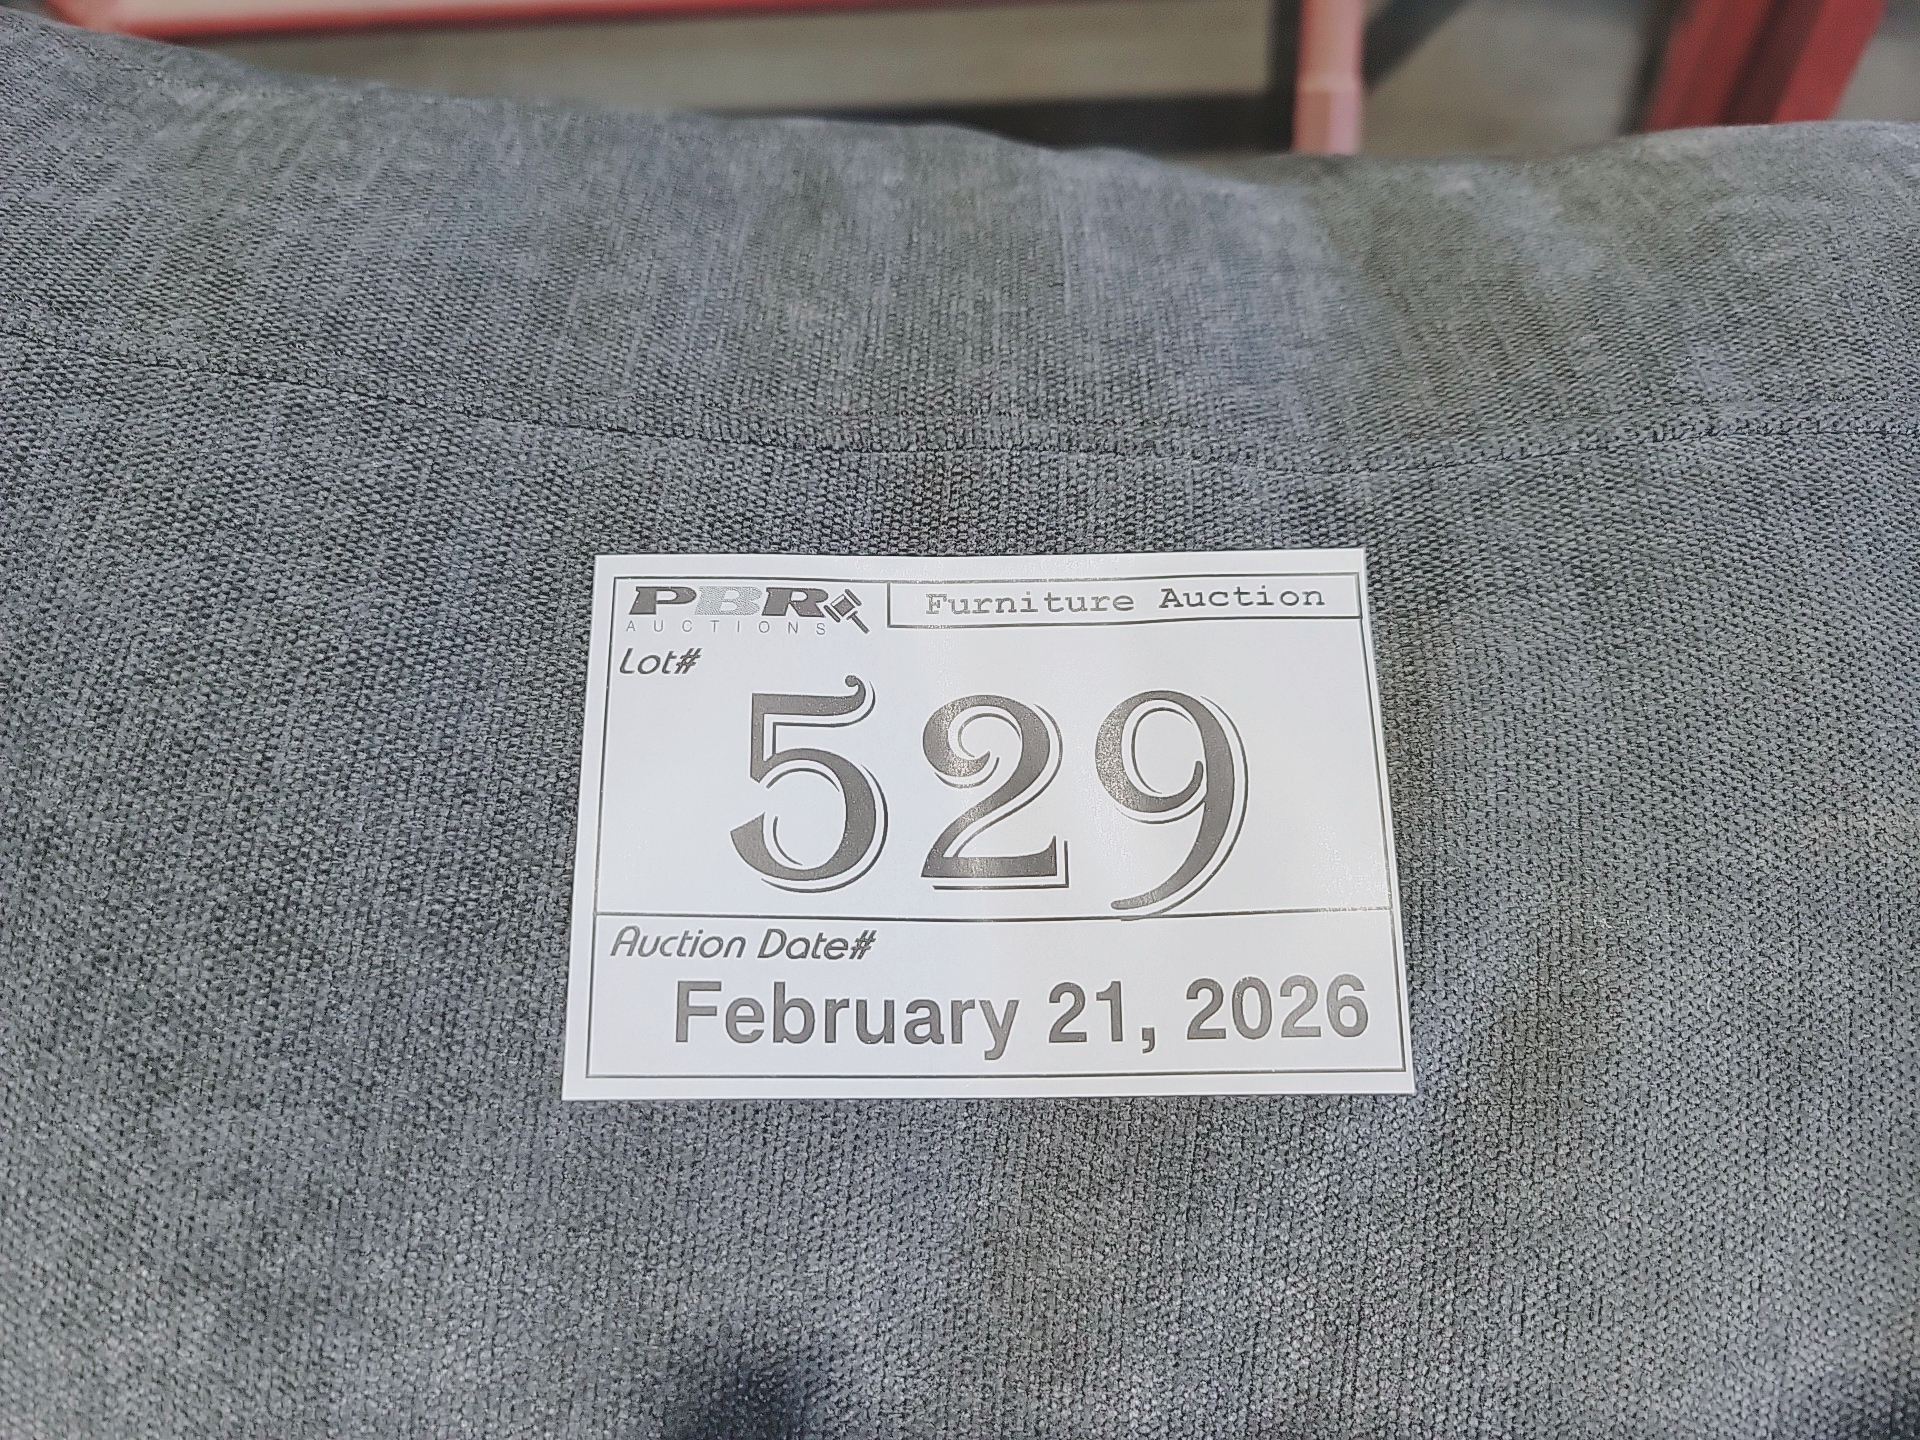 PBR
AUCTIONS
Furniture Auction
Lot#
529
Auction Date#
February 21, 2026